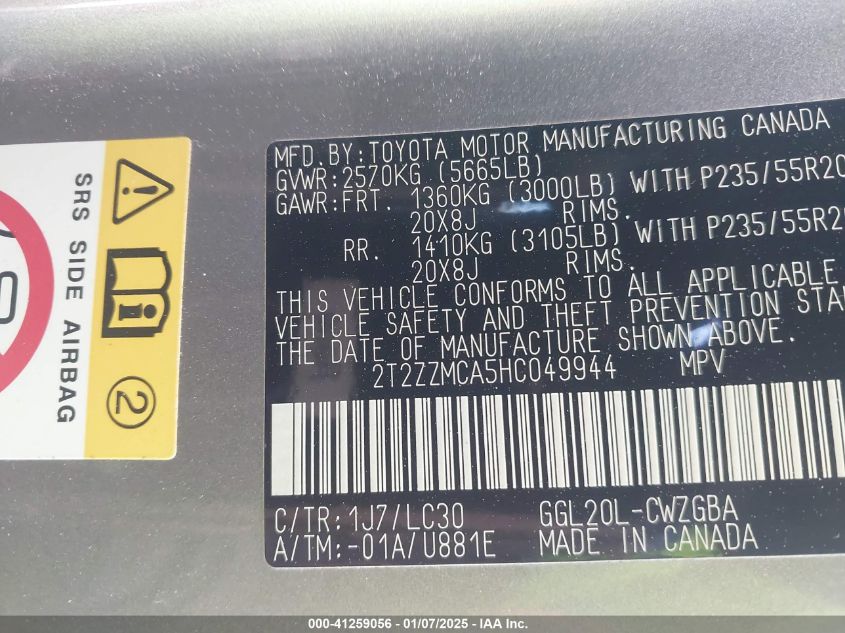 SRS SIDE AIRBAG
2
MFD.BY:TOYOTA MOTOR MANUFACTURING CANADA
GVWR:2570KG (5665LB)
GAWR:FRT. 1360KG (3000LB) WITH P235/55R20
20X8J RIMS.
RR. 1410KG (3105LB) WITH P235/55R2
20X8J RIMS.
THIS VEHICLE CONFORMS TO ALL APPLICABLE
VEHICLE SAFETY AND THEFT PREVENTION STA
THE DATE OF MANUFACTURE SHOWN ABOVE.
2T2ZZMCA5HC049944 MPV
C/TR:1J7/LC30 GGL20L-CWZGBA
A/TM:-01A/U881E MADE IN CANADA
000-41259056 - 01/07/2025 - IAA Inc.